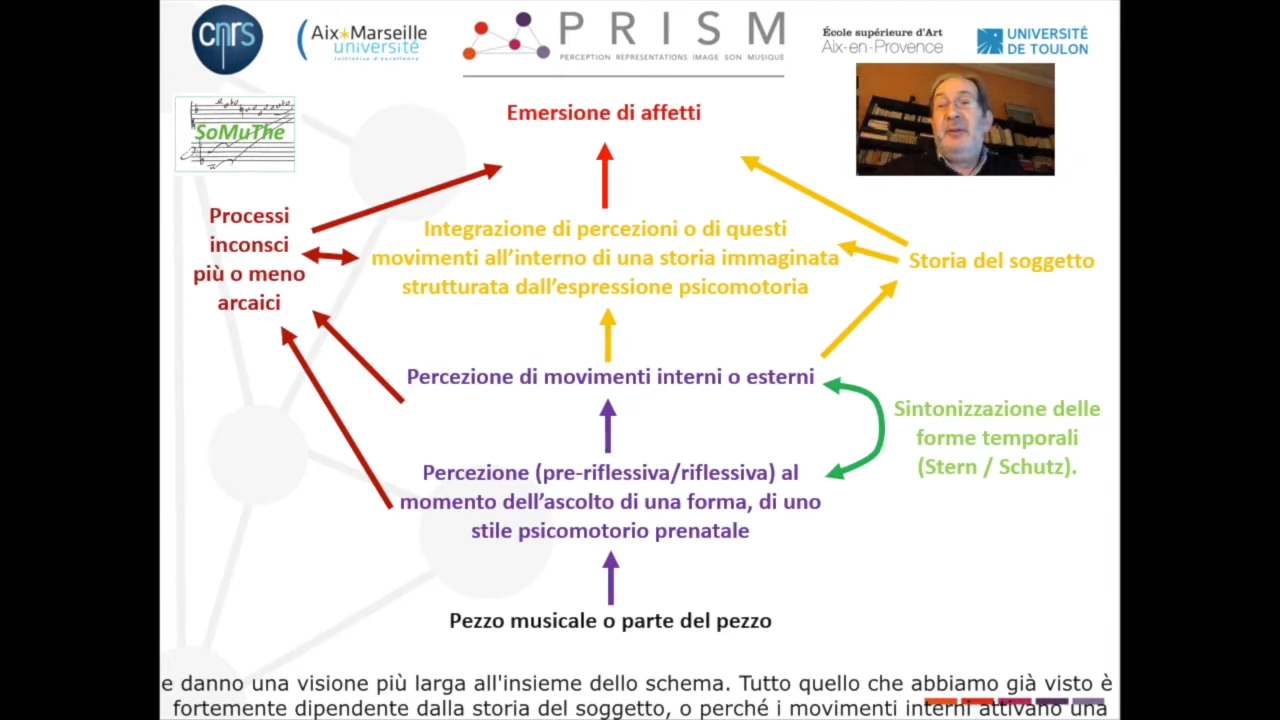 cnrs
Aix*Marseille
université
Initiative d'excellence
PRISM
PERCEPTION REPRESENTATIONS IMAGE SON MUSIQUE
École supérieure d'Art
Aix-en-Provence
UNIVERSITÉ
DE TOULON
SoMuThe
Emersione di affetti
Processi
inconsci
più o meno
arcaici
Integrazione di percezioni o di questi
movimenti all'interno di una storia immaginata
strutturata dall'espressione psicomotoria
Storia del soggetto
Percezione di movimenti interni o esterni
Sintonizzazione delle
forme temporali
(Stern / Schutz).
Percezione (pre-riflessiva/riflessiva) al
momento dell'ascolto di una forma, di uno
stile psicomotorio prenatale
Pezzo musicale o parte del pezzo
e danno una visione più larga all'insieme dello schema. Tutto quello che abbiamo già visto è
fortemente dipendente dalla storia del soggetto, o perché i movimenti interni attivano una